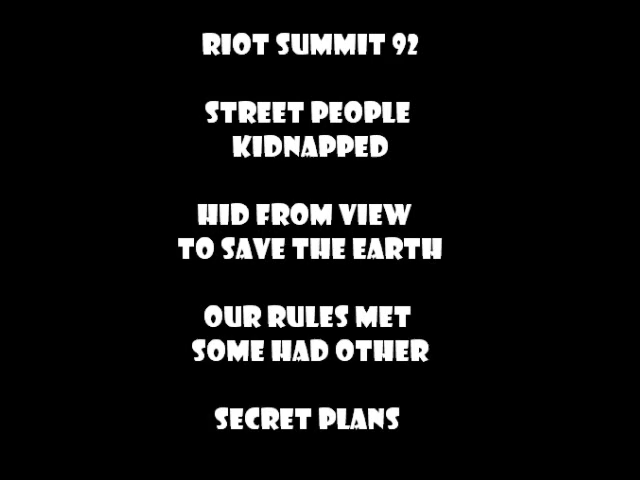 RIOT SUMMIT 92
STREET PEOPLE
KIDNAPPED
HID FROM VIEW
TO SAVE THE EARTH
OUR RULES MET
SOME HAD OTHER
SECRET PLANS